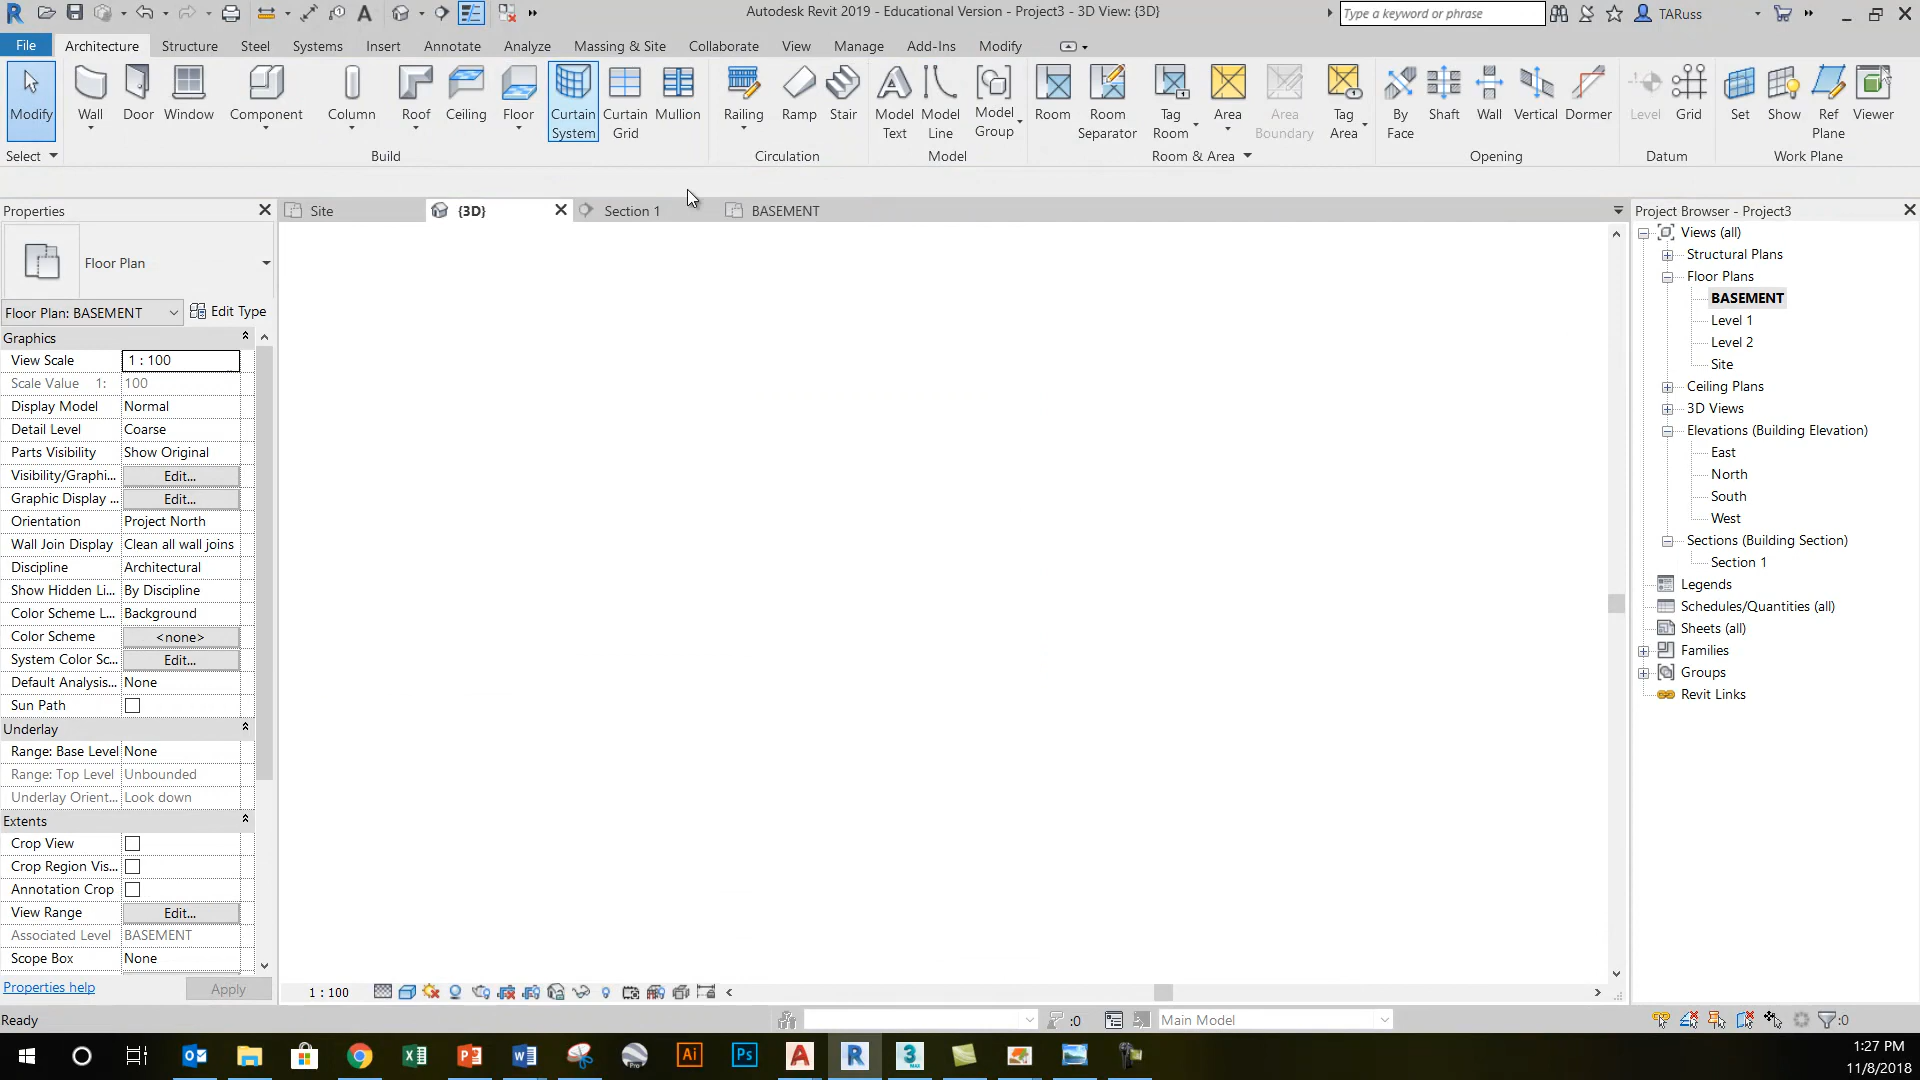 Autodesk Revit 2019 - Educational Version - Project3 - 3D View: {3D}
Type a keyword or phrase
TARuss
File Architecture Structure Steel Systems Insert Annotate Analyze Massing & Site Collaborate View Manage Add-Ins Modify
Modify Wall Door Window Component Column Roof Ceiling Floor Curtain System Curtain Grid Mullion Railing Ramp Stair Model Text Model Line Model Group Room Room Separator Tag Room Area Area Boundary Tag Area By Face Shaft Wall Vertical Dormer Level Grid Set Show Ref Plane Viewer
Select Build Circulation Model Room & Area Opening Datum Work Plane
Properties
Site {3D} Section 1 BASEMENT
Project Browser - Project3
Floor Plan
Floor Plan: BASEMENT Edit Type
Graphics
View Scale 1 : 100
Scale Value 1: 100
Display Model Normal
Detail Level Coarse
Parts Visibility Show Original
Visibility/Graphi... Edit...
Graphic Display ... Edit...
Orientation Project North
Wall Join Display Clean all wall joins
Discipline Architectural
Show Hidden Li... By Discipline
Color Scheme L... Background
Color Scheme <none>
System Color Sc... Edit...
Default Analysis... None
Sun Path
Underlay
Range: Base Level None
Range: Top Level Unbounded
Underlay Orient... Look down
Extents
Crop View
Crop Region Vis...
Annotation Crop
View Range Edit...
Associated Level BASEMENT
Scope Box None
Properties help Apply
Views (all)
Structural Plans
Floor Plans
BASEMENT
Level 1
Level 2
Site
Ceiling Plans
3D Views
Elevations (Building Elevation)
East
North
South
West
Sections (Building Section)
Section 1
Legends
Schedules/Quantities (all)
Sheets (all)
Families
Groups
Revit Links
1 : 100
Ready
:0
Main Model
:0
1:27 PM
11/8/2018